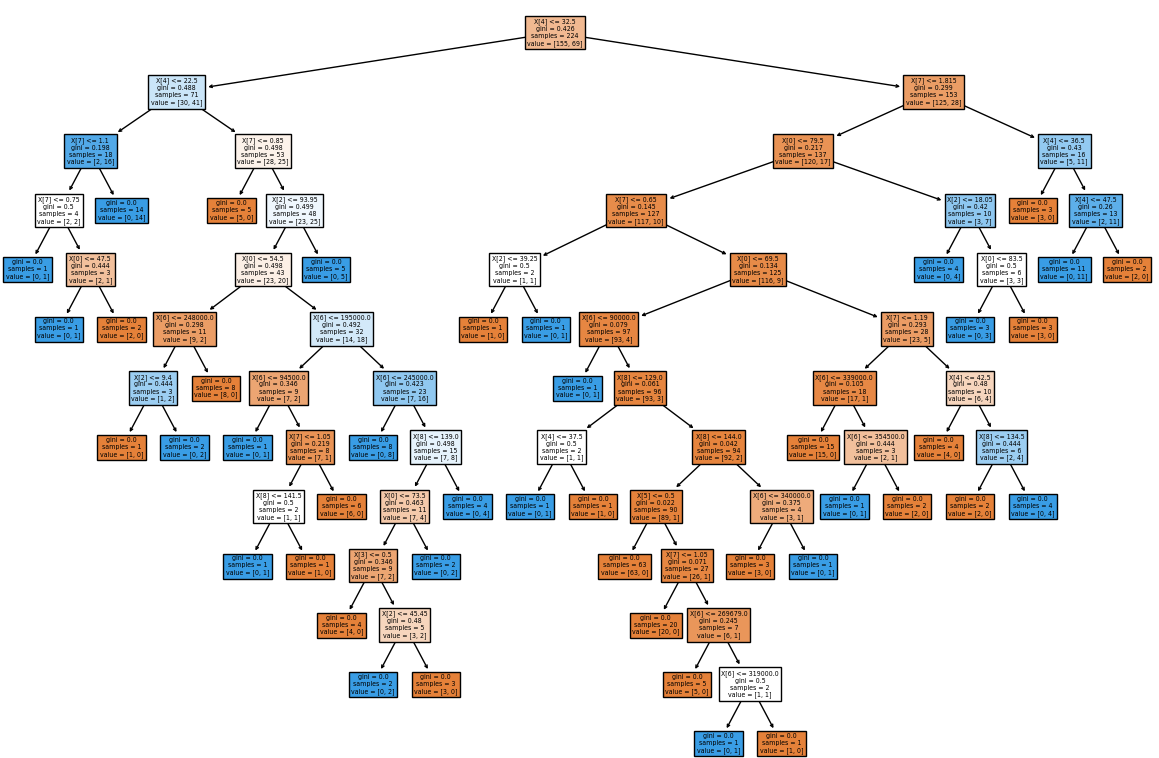 X[4] <= 32.5
gini = 0.426
samples = 224
value = [155, 69]
X[4] <= 22.5
gini = 0.488
samples = 71
value = [30, 41]
X[7] <= 1.815
gini = 0.299
samples = 153
value = [125, 28]
X[7] <= 1.1
gini = 0.198
samples = 18
value = [2, 16]
X[7] <= 0.85
gini = 0.498
samples = 53
value = [28, 25]
X[0] <= 79.5
gini = 0.217
samples = 137
value = [120, 17]
X[4] <= 36.5
gini = 0.43
samples = 16
value = [5, 11]
X[7] <= 0.75
gini = 0.5
samples = 4
value = [2, 2]
gini = 0.0
samples = 14
value = [0, 14]
gini = 0.0
samples = 5
value = [5, 0]
X[2] <= 93.95
gini = 0.499
samples = 48
value = [23, 25]
X[7] <= 0.65
gini = 0.145
samples = 127
value = [117, 10]
X[2] <= 18.05
gini = 0.42
samples = 10
value = [3, 7]
gini = 0.0
samples = 3
value = [3, 0]
X[4] <= 47.5
gini = 0.26
samples = 13
value = [2, 11]
gini = 0.0
samples = 1
value = [0, 1]
X[0] <= 47.5
gini = 0.444
samples = 3
value = [2, 1]
X[0] <= 54.5
gini = 0.498
samples = 43
value = [23, 20]
gini = 0.0
samples = 5
value = [0, 5]
X[2] <= 39.25
gini = 0.5
samples = 2
value = [1, 1]
X[0] <= 69.5
gini = 0.134
samples = 125
value = [116, 9]
gini = 0.0
samples = 4
value = [0, 4]
X[0] <= 83.5
gini = 0.5
samples = 6
value = [3, 3]
gini = 0.0
samples = 11
value = [0, 11]
gini = 0.0
samples = 2
value = [2, 0]
gini = 0.0
samples = 1
value = [0, 1]
gini = 0.0
samples = 2
value = [2, 0]
X[6] <= 248000.0
gini = 0.298
samples = 11
value = [9, 2]
X[6] <= 195000.0
gini = 0.492
samples = 32
value = [14, 18]
gini = 0.0
samples = 1
value = [1, 0]
gini = 0.0
samples = 1
value = [0, 1]
X[6] <= 90000.0
gini = 0.079
samples = 97
value = [93, 4]
X[7] <= 1.19
gini = 0.293
samples = 28
value = [23, 5]
gini = 0.0
samples = 3
value = [0, 3]
gini = 0.0
samples = 3
value = [3, 0]
X[2] <= 9.4
gini = 0.444
samples = 3
value = [1, 2]
gini = 0.0
samples = 8
value = [8, 0]
X[6] <= 94500.0
gini = 0.346
samples = 9
value = [7, 2]
X[6] <= 245000.0
gini = 0.423
samples = 23
value = [7, 16]
gini = 0.0
samples = 1
value = [0, 1]
X[8] <= 129.0
gini = 0.061
samples = 96
value = [93, 3]
X[6] <= 339000.0
gini = 0.105
samples = 18
value = [17, 1]
X[4] <= 42.5
gini = 0.48
samples = 10
value = [6, 4]
gini = 0.0
samples = 1
value = [1, 0]
gini = 0.0
samples = 2
value = [0, 2]
gini = 0.0
samples = 1
value = [0, 1]
X[7] <= 1.05
gini = 0.219
samples = 8
value = [7, 1]
gini = 0.0
samples = 8
value = [0, 8]
X[8] <= 139.0
gini = 0.498
samples = 15
value = [7, 8]
X[4] <= 37.5
gini = 0.5
samples = 2
value = [1, 1]
X[8] <= 144.0
gini = 0.042
samples = 94
value = [92, 2]
gini = 0.0
samples = 15
value = [15, 0]
X[6] <= 354500.0
gini = 0.444
samples = 3
value = [2, 1]
gini = 0.0
samples = 4
value = [4, 0]
X[8] <= 134.5
gini = 0.444
samples = 6
value = [2, 4]
X[8] <= 141.5
gini = 0.5
samples = 2
value = [1, 1]
gini = 0.0
samples = 6
value = [6, 0]
X[0] <= 73.5
gini = 0.463
samples = 11
value = [7, 4]
gini = 0.0
samples = 4
value = [0, 4]
gini = 0.0
samples = 1
value = [0, 1]
gini = 0.0
samples = 1
value = [1, 0]
X[5] <= 0.5
gini = 0.022
samples = 90
value = [89, 1]
X[6] <= 340000.0
gini = 0.375
samples = 4
value = [3, 1]
gini = 0.0
samples = 1
value = [0, 1]
gini = 0.0
samples = 2
value = [2, 0]
gini = 0.0
samples = 2
value = [2, 0]
gini = 0.0
samples = 4
value = [0, 4]
gini = 0.0
samples = 1
value = [0, 1]
gini = 0.0
samples = 1
value = [1, 0]
X[3] <= 0.5
gini = 0.346
samples = 9
value = [7, 2]
gini = 0.0
samples = 2
value = [0, 2]
gini = 0.0
samples = 63
value = [63, 0]
X[7] <= 1.05
gini = 0.071
samples = 27
value = [26, 1]
gini = 0.0
samples = 3
value = [3, 0]
gini = 0.0
samples = 1
value = [0, 1]
gini = 0.0
samples = 4
value = [4, 0]
X[2] <= 45.45
gini = 0.48
samples = 5
value = [3, 2]
gini = 0.0
samples = 20
value = [20, 0]
X[6] <= 269679.0
gini = 0.245
samples = 7
value = [6, 1]
gini = 0.0
samples = 2
value = [0, 2]
gini = 0.0
samples = 3
value = [3, 0]
gini = 0.0
samples = 5
value = [5, 0]
X[6] <= 319000.0
gini = 0.5
samples = 2
value = [1, 1]
gini = 0.0
samples = 1
value = [0, 1]
gini = 0.0
samples = 1
value = [1, 0]